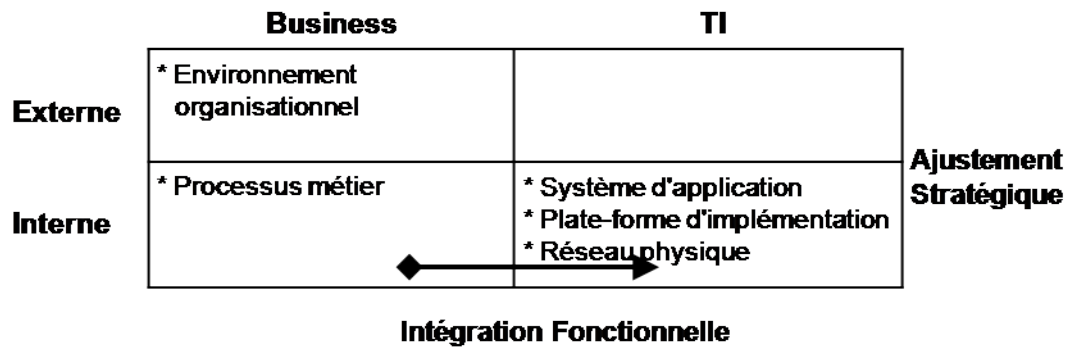 Business TI
Externe
* Environnement
organisationnel
Interne
* Processus métier
* Système d'application
* Plate-forme d'implémentation
* Réseau physique
Ajustement
Stratégique
Intégration Fonctionnelle